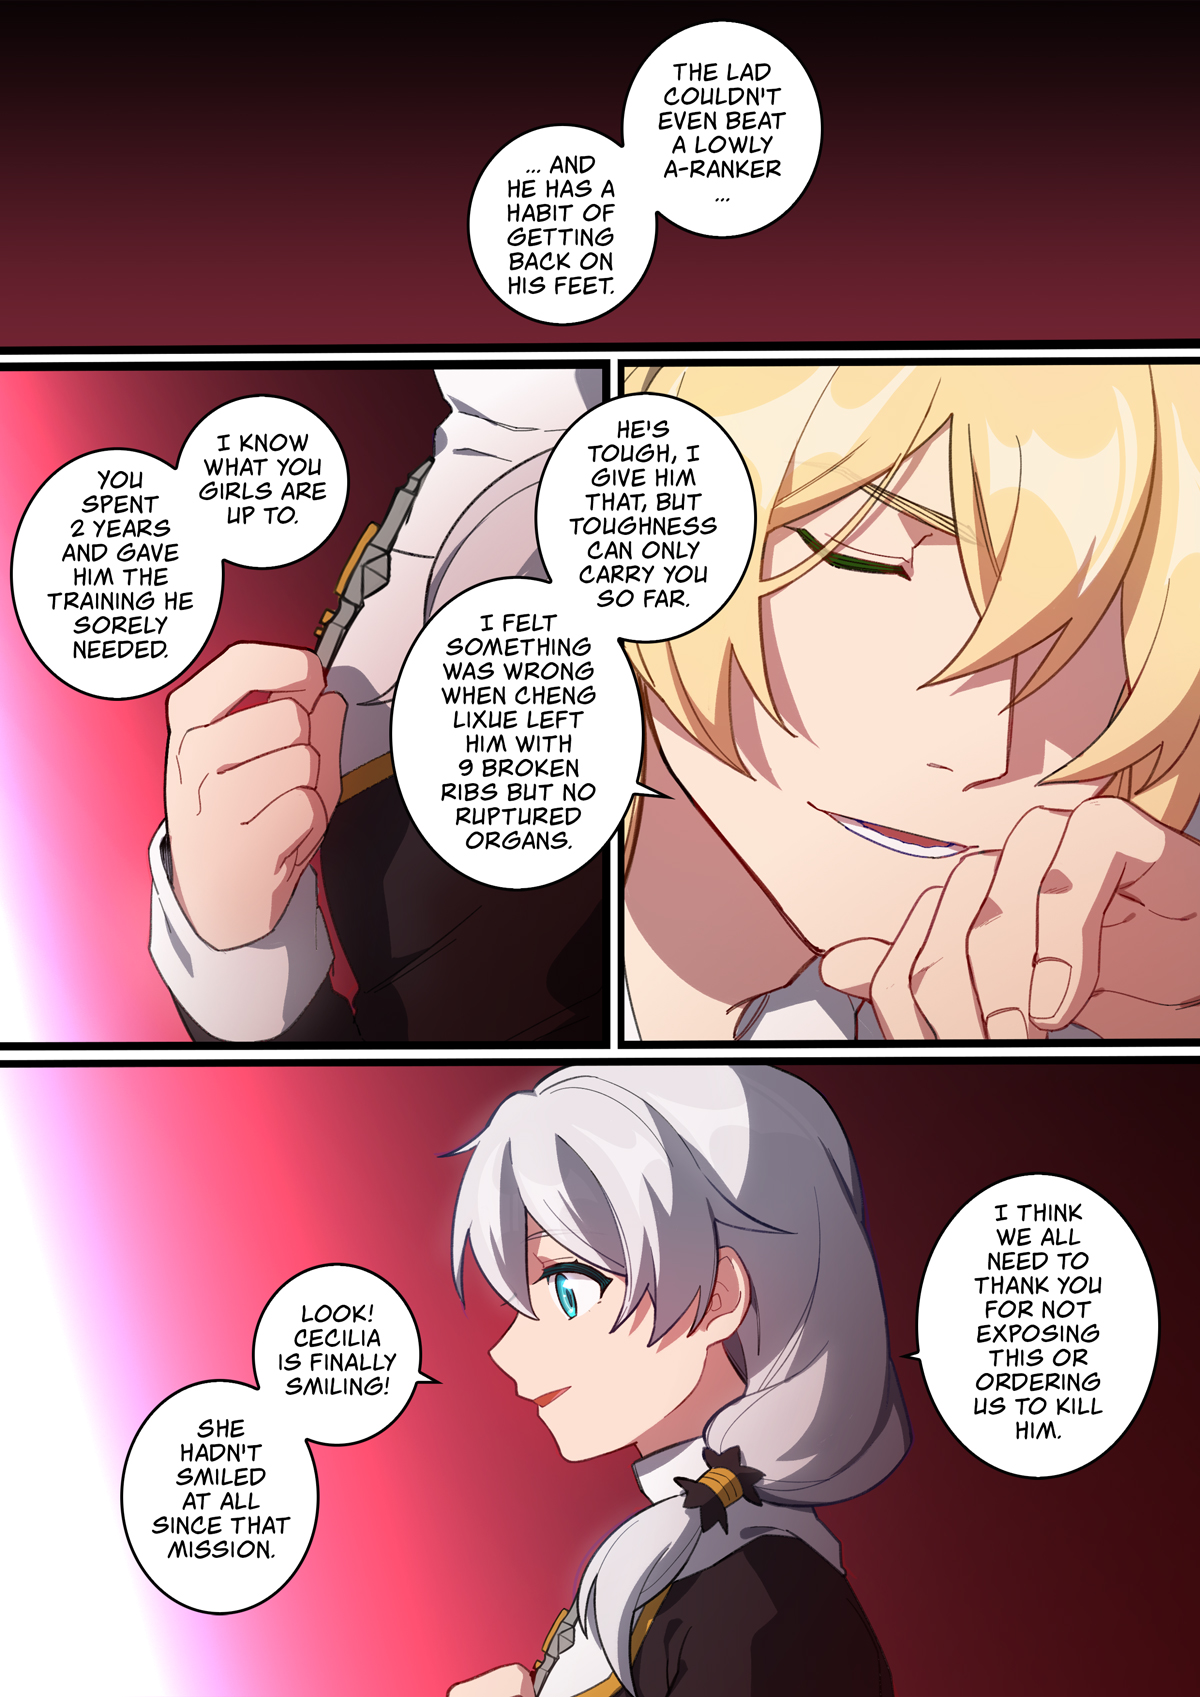 THE LAD
COULDN'T
EVEN BEAT
A LOWLY
A-RANKER
...
... AND
HE HAS A
HABIT OF
GETTING
BACK ON
HIS FEET.
HE'S
TOUGH, I
GIVE HIM
THAT, BUT
TOUGHNESS
CAN ONLY
CARRY YOU
SO FAR.
I FELT
SOMETHING
WAS WRONG
WHEN CHENG
LIXUE LEFT
HIM WITH
9 BROKEN
RIBS BUT NO
RUPTURED
ORGANS.
I KNOW
WHAT YOU
GIRLS ARE
UP TO.
YOU
SPENT
2 YEARS
AND GAVE
HIM THE
TRAINING HE
SORELY
NEEDED.
I THINK
WE ALL
NEED TO
THANK YOU
FOR NOT
EXPOSING
THIS OR
ORDERING
US TO KILL
HIM.
LOOK!
CECILIA
IS FINALLY
SMILING!
SHE
HADN'T
SMILED
AT ALL
SINCE THAT
MISSION.